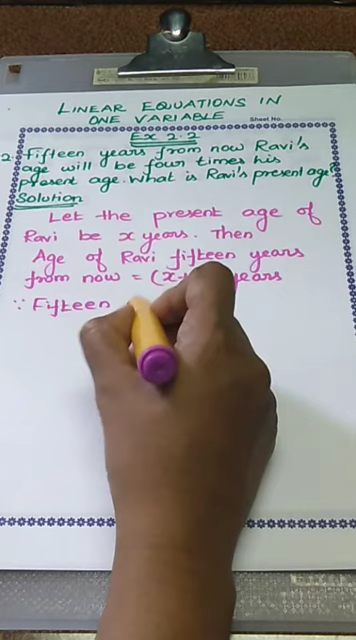 LINEAR EQUATIONS IN
ONE VARIABLE
Sheet No.
Ex 2.2
2. Fifteen years from now Ravi's
age will be four times his
present age. What is Ravi's present age?
Solution
Let the present age of
Ravi be x years. Then
Age of Ravi fifteen years
from now = (x+ years
∵ Fifteen